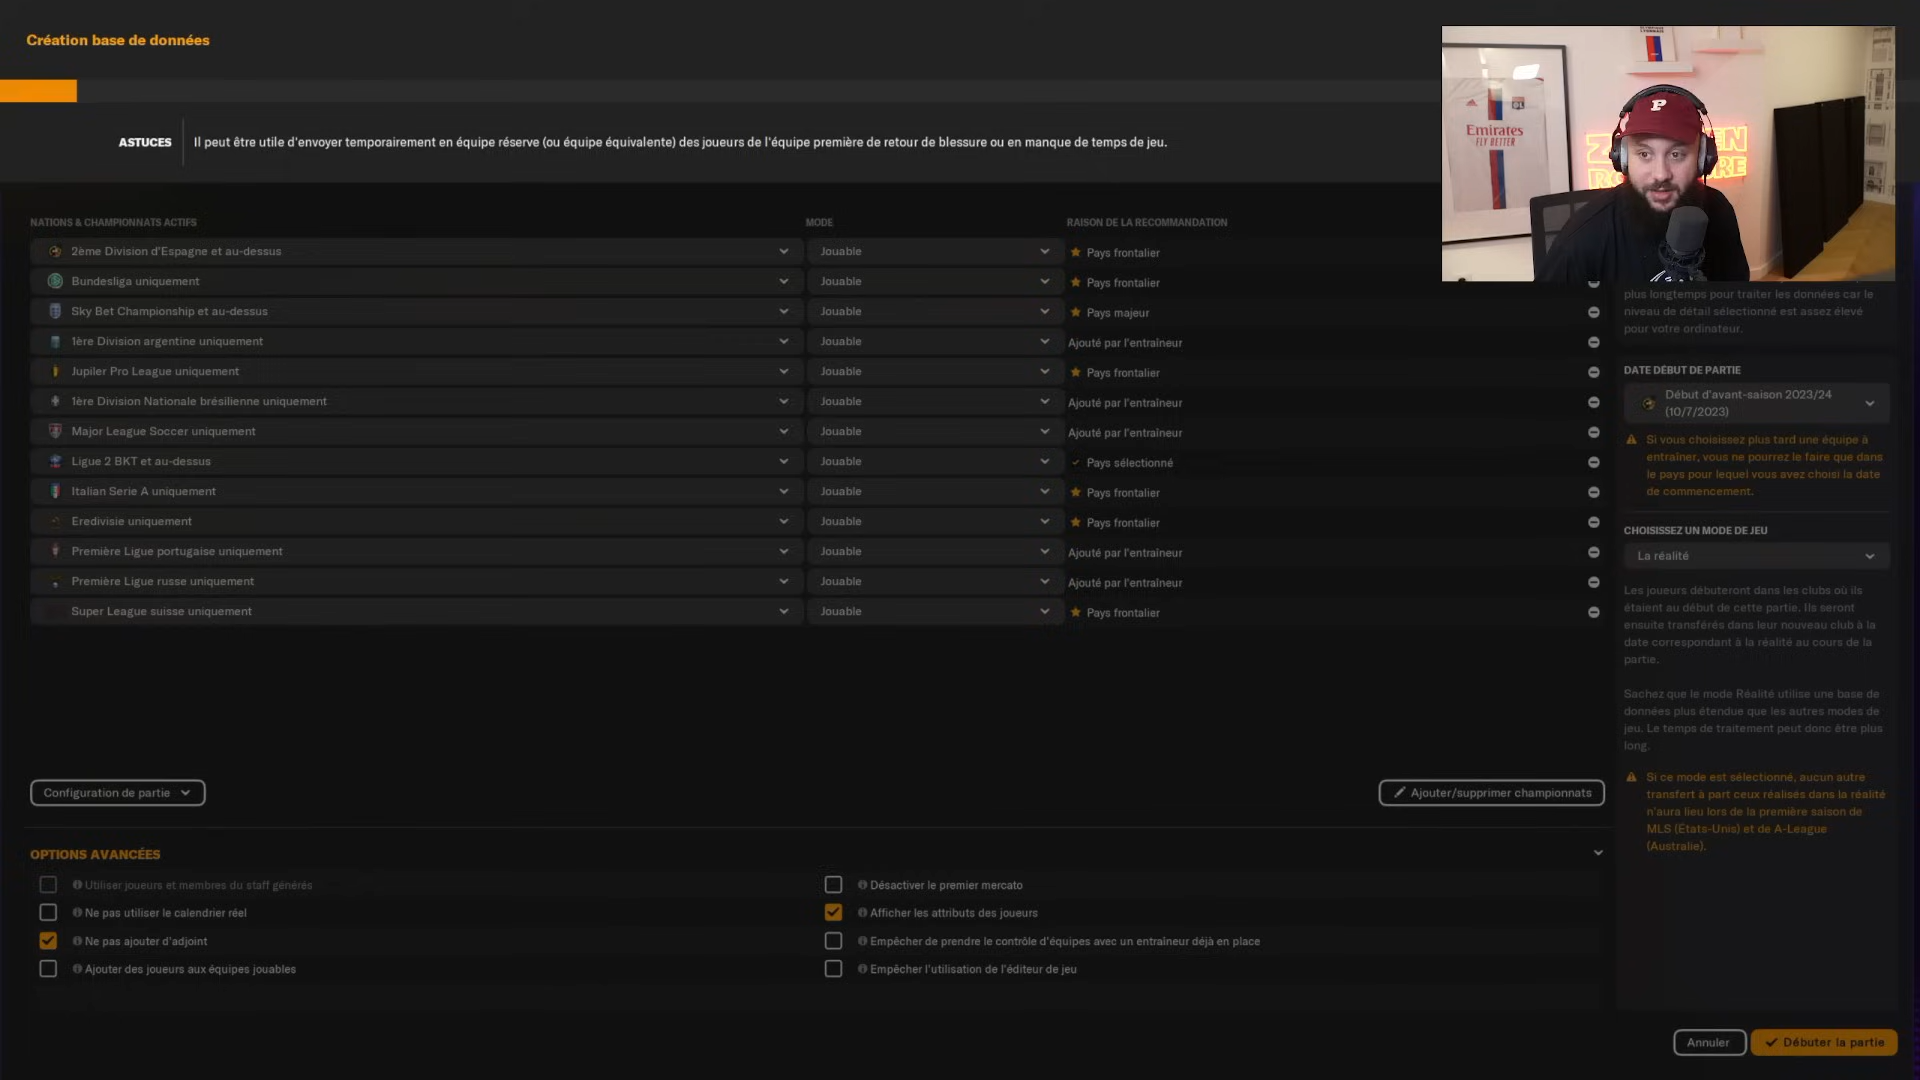 Création base de données
ASTUCES
Il peut être utile d'envoyer temporairement en équipe réserve (ou équipe équivalente) des joueurs de l'équipe première de retour de blessure ou en manque de temps de jeu.
Emirates
FLY BETTER
P
NATIONS & CHAMPIONNATS ACTIFS MODE RAISON DE LA RECOMMANDATION
2ème Division d'Espagne et au-dessus Jouable Pays frontalier
Bundesliga uniquement Jouable Pays frontalier
Sky Bet Championship et au-dessus Jouable Pays majeur
1ère Division argentine uniquement Jouable Ajouté par l'entraîneur
Jupiler Pro League uniquement Jouable Pays frontalier
1ère Division Nationale brésilienne uniquement Jouable Ajouté par l'entraîneur
Major League Soccer uniquement Jouable Ajouté par l'entraîneur
Ligue 2 BKT et au-dessus Jouable Pays sélectionné
Italian Serie A uniquement Jouable Pays frontalier
Eredivisie uniquement Jouable Pays frontalier
Première Ligue portugaise uniquement Jouable Ajouté par l'entraîneur
Première Ligue russe uniquement Jouable Ajouté par l'entraîneur
Super League suisse uniquement Jouable Pays frontalier
plus longtemps pour traiter les données car le
niveau de détail sélectionné est assez élevé
pour votre ordinateur.
DATE DÉBUT DE PARTIE
Début d'avant-saison 2023/24
(10/7/2023)
Si vous choisissez plus tard une équipe à
entraîner, vous ne pourrez le faire que dans
le pays pour lequel vous avez choisi la date
de commencement.
CHOISISSEZ UN MODE DE JEU
La réalité
Les joueurs débuteront dans les clubs où ils
étaient au début de cette partie. Ils seront
ensuite transférés dans leur nouveau club à la
date correspondant à la réalité au cours de la
partie.
Sachez que le mode Réalité utilise une base de
données plus étendue que les autres modes de
jeu. Le temps de traitement peut donc être plus
long.
Si ce mode est sélectionné, aucun autre
transfert à part ceux réalisés dans la réalité
n'aura lieu lors de la première saison de
MLS (États-Unis) et de A-League
(Australie).
Configuration de partie
Ajouter/supprimer championnats
OPTIONS AVANCÉES
Utiliser joueurs et membres du staff générés
Désactiver le premier mercato
Ne pas utiliser le calendrier réel
Afficher les attributs des joueurs
Ne pas ajouter d'adjoint
Empêcher de prendre le contrôle d'équipes avec un entraîneur déjà en place
Ajouter des joueurs aux équipes jouables
Empêcher l'utilisation de l'éditeur de jeu
Annuler
Débuter la partie